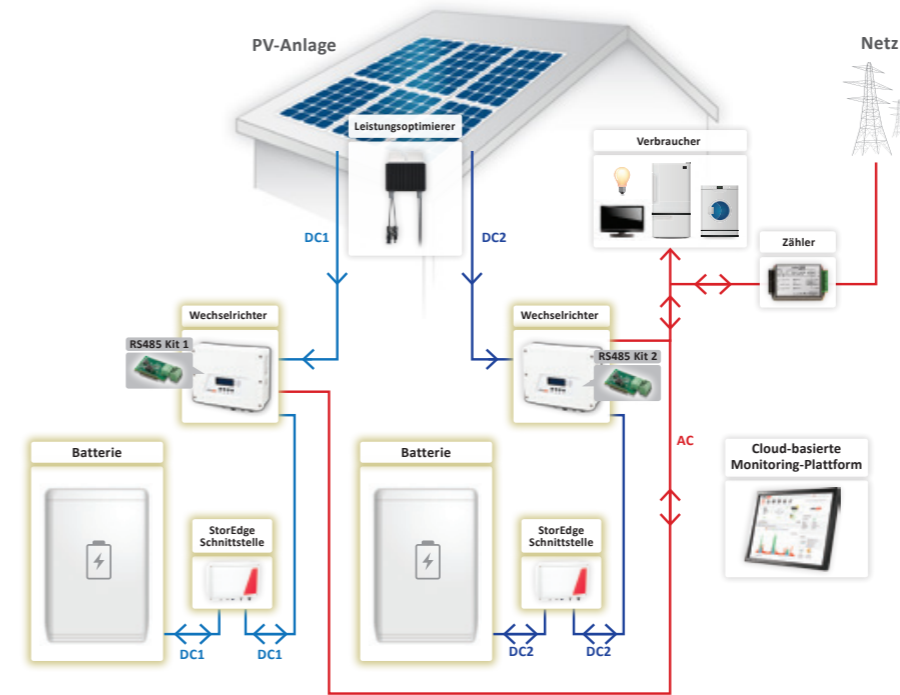 PV-Anlage
Netz
Leistungsoptimierer
Verbraucher
DC1
DC2
Zähler
Wechselrichter
Wechselrichter
RS485 Kit 1
RS485 Kit 2
AC
Batterie
Batterie
Cloud-basierte
Monitoring-Plattform
StorEdge
Schnittstelle
StorEdge
Schnittstelle
DC1
DC1
DC2
DC2